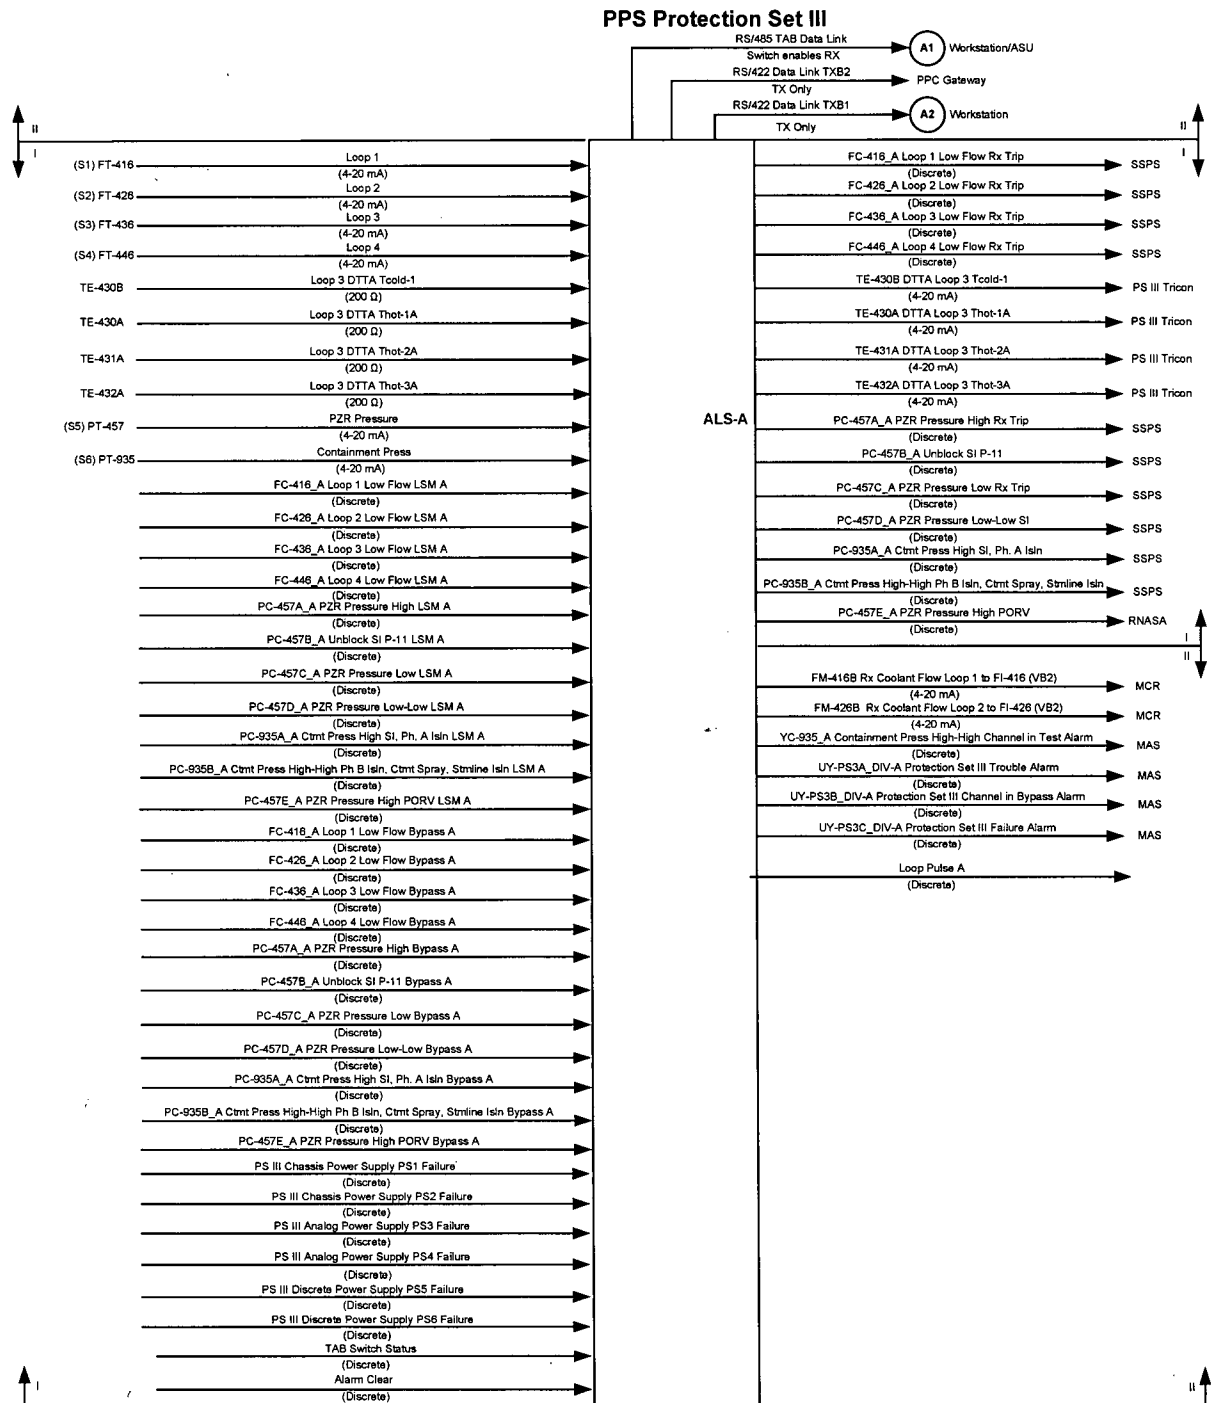 PPS Protection Set III
RS/485 TAB Data Link
Switch enables RX
A1
Workstation/ASU
RS/422 Data Link TXB2
TX Only
PPC Gateway
RS/422 Data Link TXB1
TX Only
A2
Workstation
II
I
II
I
(S1) FT-416
Loop 1
(4-20 mA)
(S2) FT-426
Loop 2
(4-20 mA)
(S3) FT-436
Loop 3
(4-20 mA)
(S4) FT-446
Loop 4
(4-20 mA)
TE-430B
Loop 3 DTTA Tcold-1
(200 Ω)
TE-430A
Loop 3 DTTA Thot-1A
(200 Ω)
TE-431A
Loop 3 DTTA Thot-2A
(200 Ω)
TE-432A
Loop 3 DTTA Thot-3A
(200 Ω)
(S5) PT-457
PZR Pressure
(4-20 mA)
(S6) PT-935
Containment Press
(4-20 mA)
FC-416_A Loop 1 Low Flow LSM A
(Discrete)
FC-426_A Loop 2 Low Flow LSM A
(Discrete)
FC-436_A Loop 3 Low Flow LSM A
(Discrete)
FC-446_A Loop 4 Low Flow LSM A
(Discrete)
PC-457A_A PZR Pressure High LSM A
(Discrete)
PC-457B_A Unblock SI P-11 LSM A
(Discrete)
PC-457C_A PZR Pressure Low LSM A
(Discrete)
PC-457D_A PZR Pressure Low-Low LSM A
(Discrete)
PC-935A_A Ctmt Press High SI, Ph. A Isln LSM A
(Discrete)
PC-935B_A Ctmt Press High-High Ph B Isln, Ctmt Spray, Stmline Isln LSM A
(Discrete)
PC-457E_A PZR Pressure High PORV LSM A
(Discrete)
FC-416_A Loop 1 Low Flow Bypass A
(Discrete)
FC-426_A Loop 2 Low Flow Bypass A
(Discrete)
FC-436_A Loop 3 Low Flow Bypass A
(Discrete)
FC-446_A Loop 4 Low Flow Bypass A
(Discrete)
PC-457A_A PZR Pressure High Bypass A
(Discrete)
PC-457B_A Unblock SI P-11 Bypass A
(Discrete)
PC-457C_A PZR Pressure Low Bypass A
(Discrete)
PC-457D_A PZR Pressure Low-Low Bypass A
(Discrete)
PC-935A_A Ctmt Press High SI, Ph. A Isln Bypass A
(Discrete)
PC-935B_A Ctmt Press High-High Ph B Isln, Ctmt Spray, Stmline Isln Bypass A
(Discrete)
PC-457E_A PZR Pressure High PORV Bypass A
PS III Chassis Power Supply PS1 Failure
(Discrete)
PS III Chassis Power Supply PS2 Failure
(Discrete)
PS III Analog Power Supply PS3 Failure
(Discrete)
PS III Analog Power Supply PS4 Failure
(Discrete)
PS III Discrete Power Supply PS5 Failure
(Discrete)
PS III Discrete Power Supply PS6 Failure
(Discrete)
TAB Switch Status
(Discrete)
Alarm Clear
(Discrete)
I
ALS-A
FC-416_A Loop 1 Low Flow Rx Trip
(Discrete)
SSPS
FC-426_A Loop 2 Low Flow Rx Trip
(Discrete)
SSPS
FC-436_A Loop 3 Low Flow Rx Trip
(Discrete)
SSPS
FC-446_A Loop 4 Low Flow Rx Trip
(Discrete)
SSPS
TE-430B DTTA Loop 3 Tcold-1
(4-20 mA)
PS III Tricon
TE-430A DTTA Loop 3 Thot-1A
(4-20 mA)
PS III Tricon
TE-431A DTTA Loop 3 Thot-2A
(4-20 mA)
PS III Tricon
TE-432A DTTA Loop 3 Thot-3A
(4-20 mA)
PS III Tricon
PC-457A_A PZR Pressure High Rx Trip
(Discrete)
SSPS
PC-457B_A Unblock SI P-11
(Discrete)
SSPS
PC-457C_A PZR Pressure Low Rx Trip
(Discrete)
SSPS
PC-457D_A PZR Pressure Low-Low SI
(Discrete)
SSPS
PC-935A_A Ctmt Press High SI, Ph. A Isln
(Discrete)
SSPS
PC-935B_A Ctmt Press High-High Ph B Isln, Ctmt Spray, Stmline Isln
(Discrete)
SSPS
PC-457E_A PZR Pressure High PORV
(Discrete)
RNASA
I
II
FM-416B Rx Coolant Flow Loop 1 to FI-416 (VB2)
(4-20 mA)
MCR
FM-426B Rx Coolant Flow Loop 2 to FI-426 (VB2)
(4-20 mA)
MCR
YC-935_A Containment Press High-High Channel in Test Alarm
(Discrete)
MAS
UY-PS3A_DIV-A Protection Set III Trouble Alarm
(Discrete)
MAS
UY-PS3B_DIV-A Protection Set III Channel in Bypass Alarm
(Discrete)
MAS
UY-PS3C_DIV-A Protection Set III Failure Alarm
(Discrete)
MAS
Loop Pulse A
(Discrete)
II